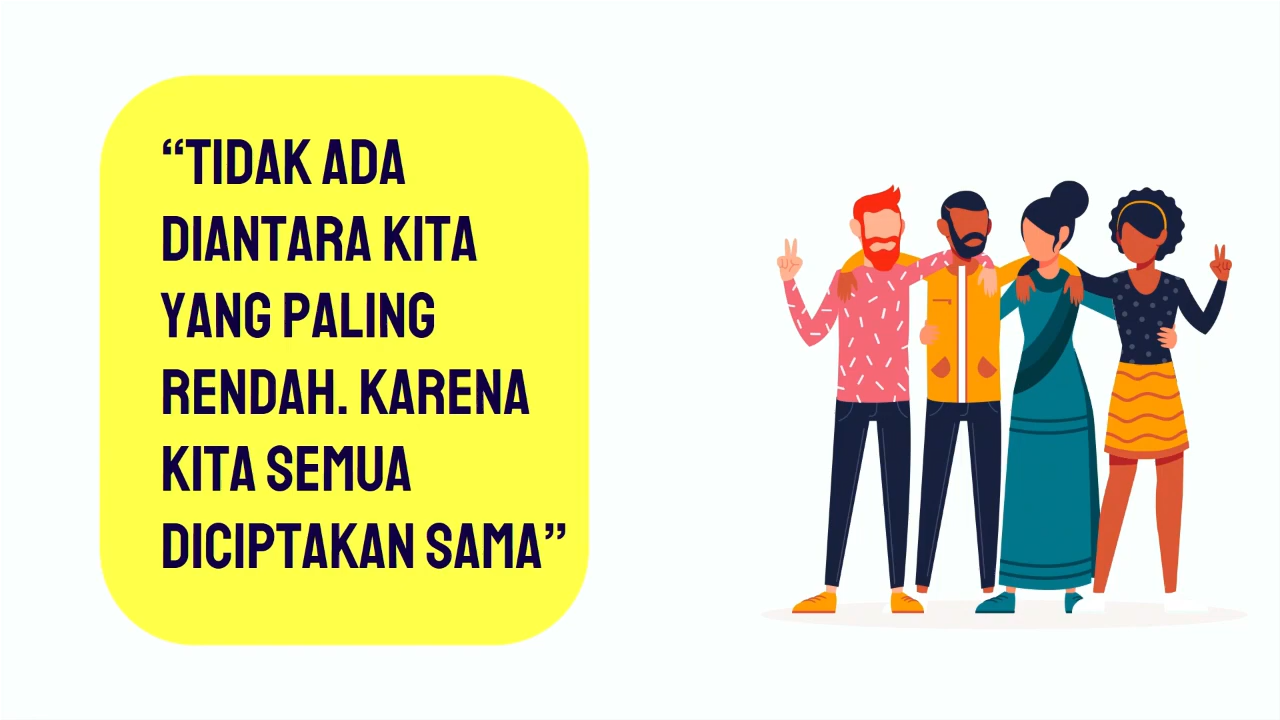 “TIDAK ADA
DIANTARA KITA
YANG PALING
RENDAH. KARENA
KITA SEMUA
DICIPTAKAN SAMA”